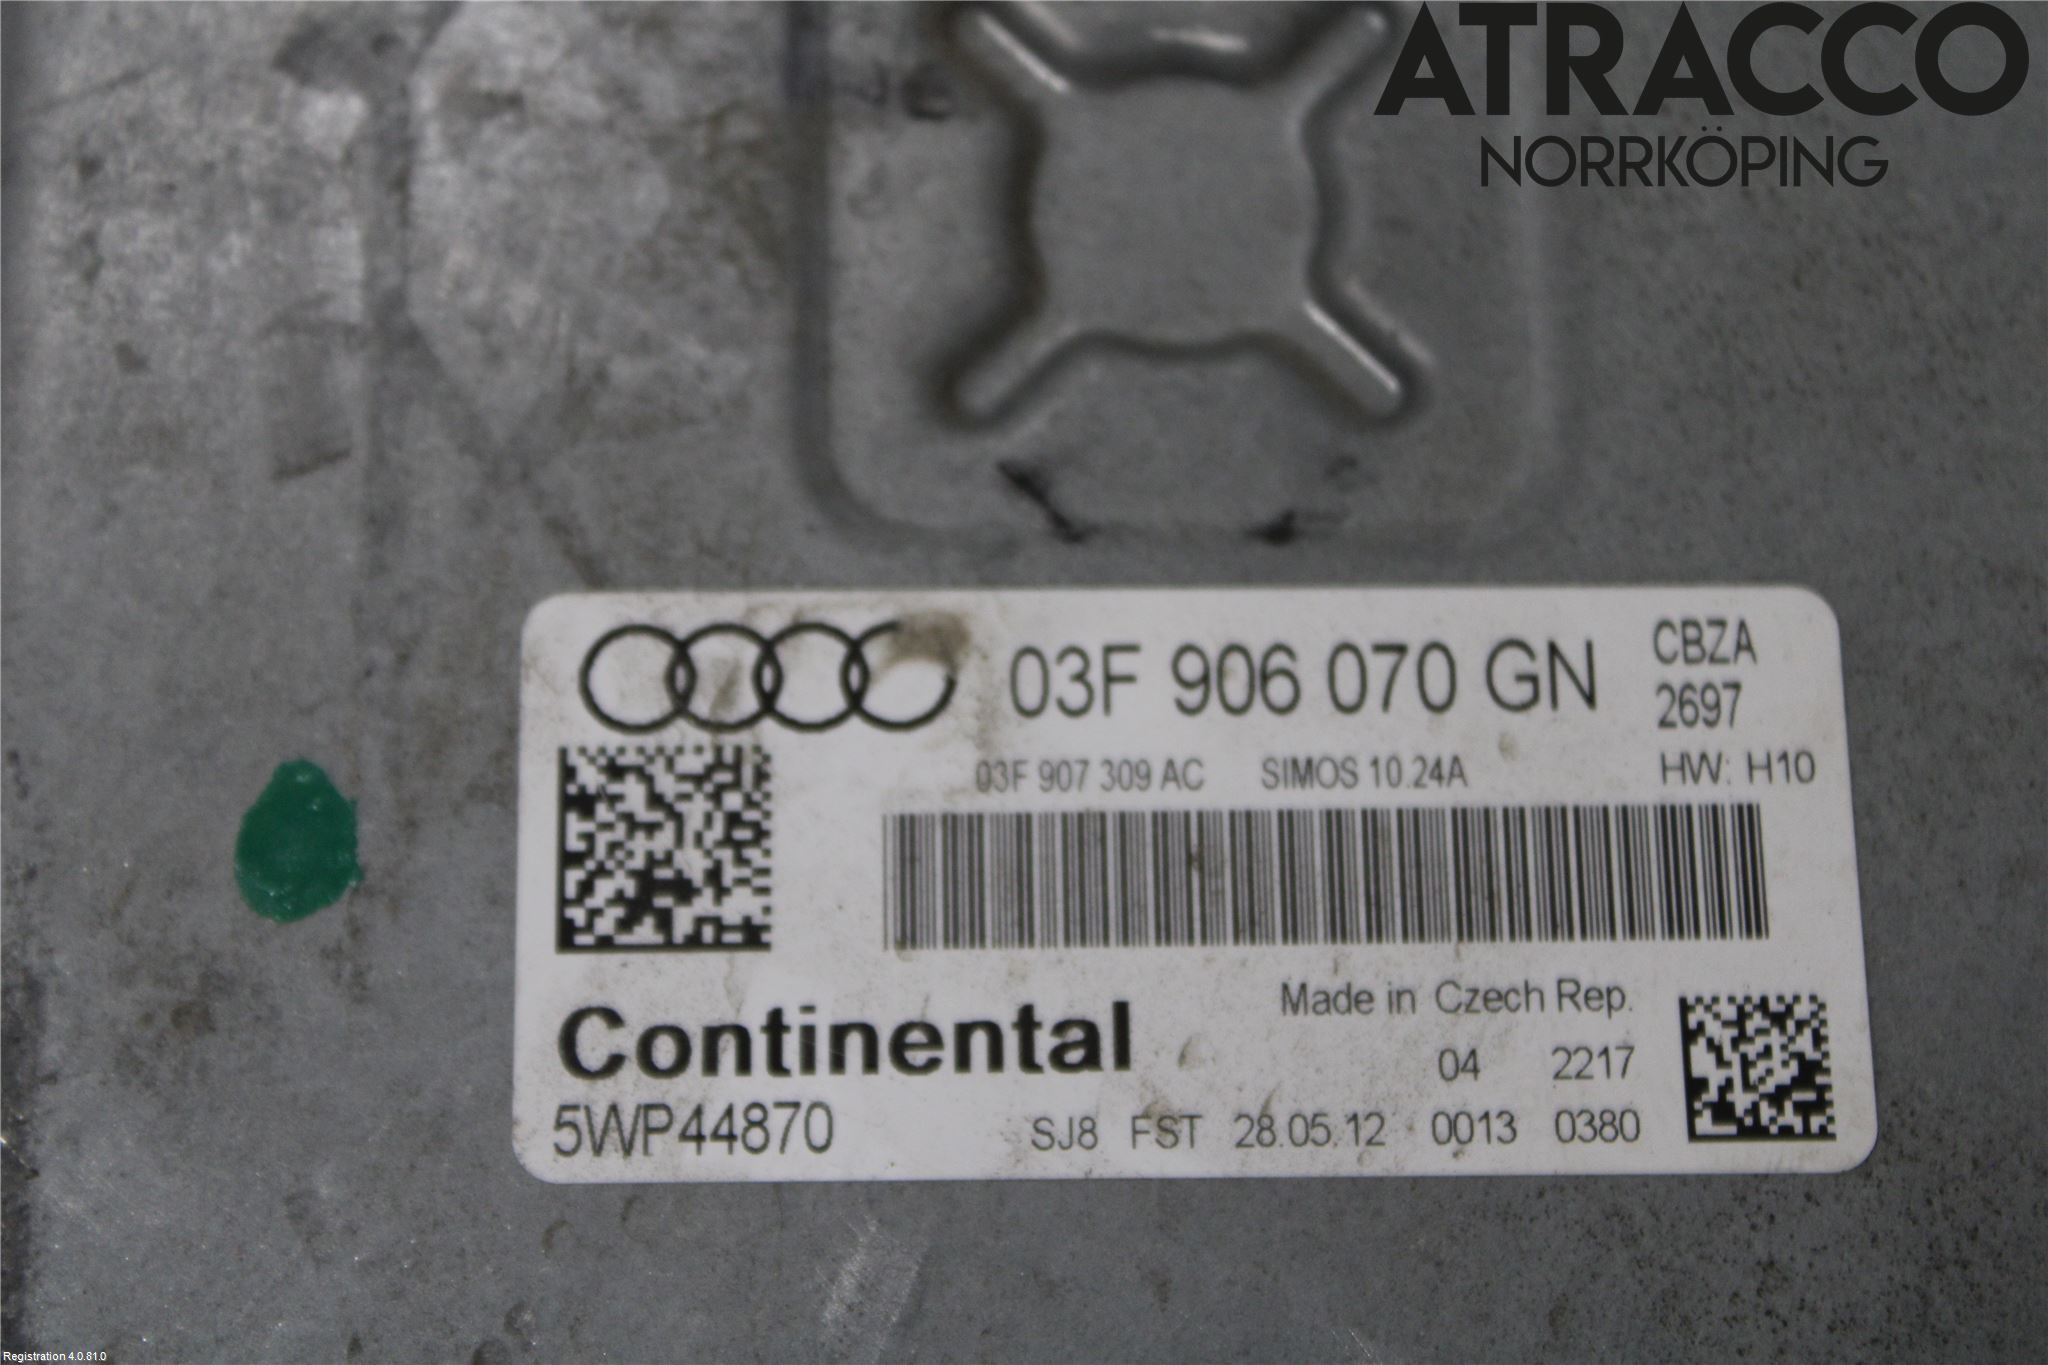 ATRACCO
NORRKÖPING
03F 906 070 GN
CBZA
2697
03F 907 309 AC SIMOS 10.24A HW: H10
Made in Czech Rep.
Continental
04 2217
5WP44870 SJ8 FST 28.05.12 0013 0380
Registration 4.0.81.0